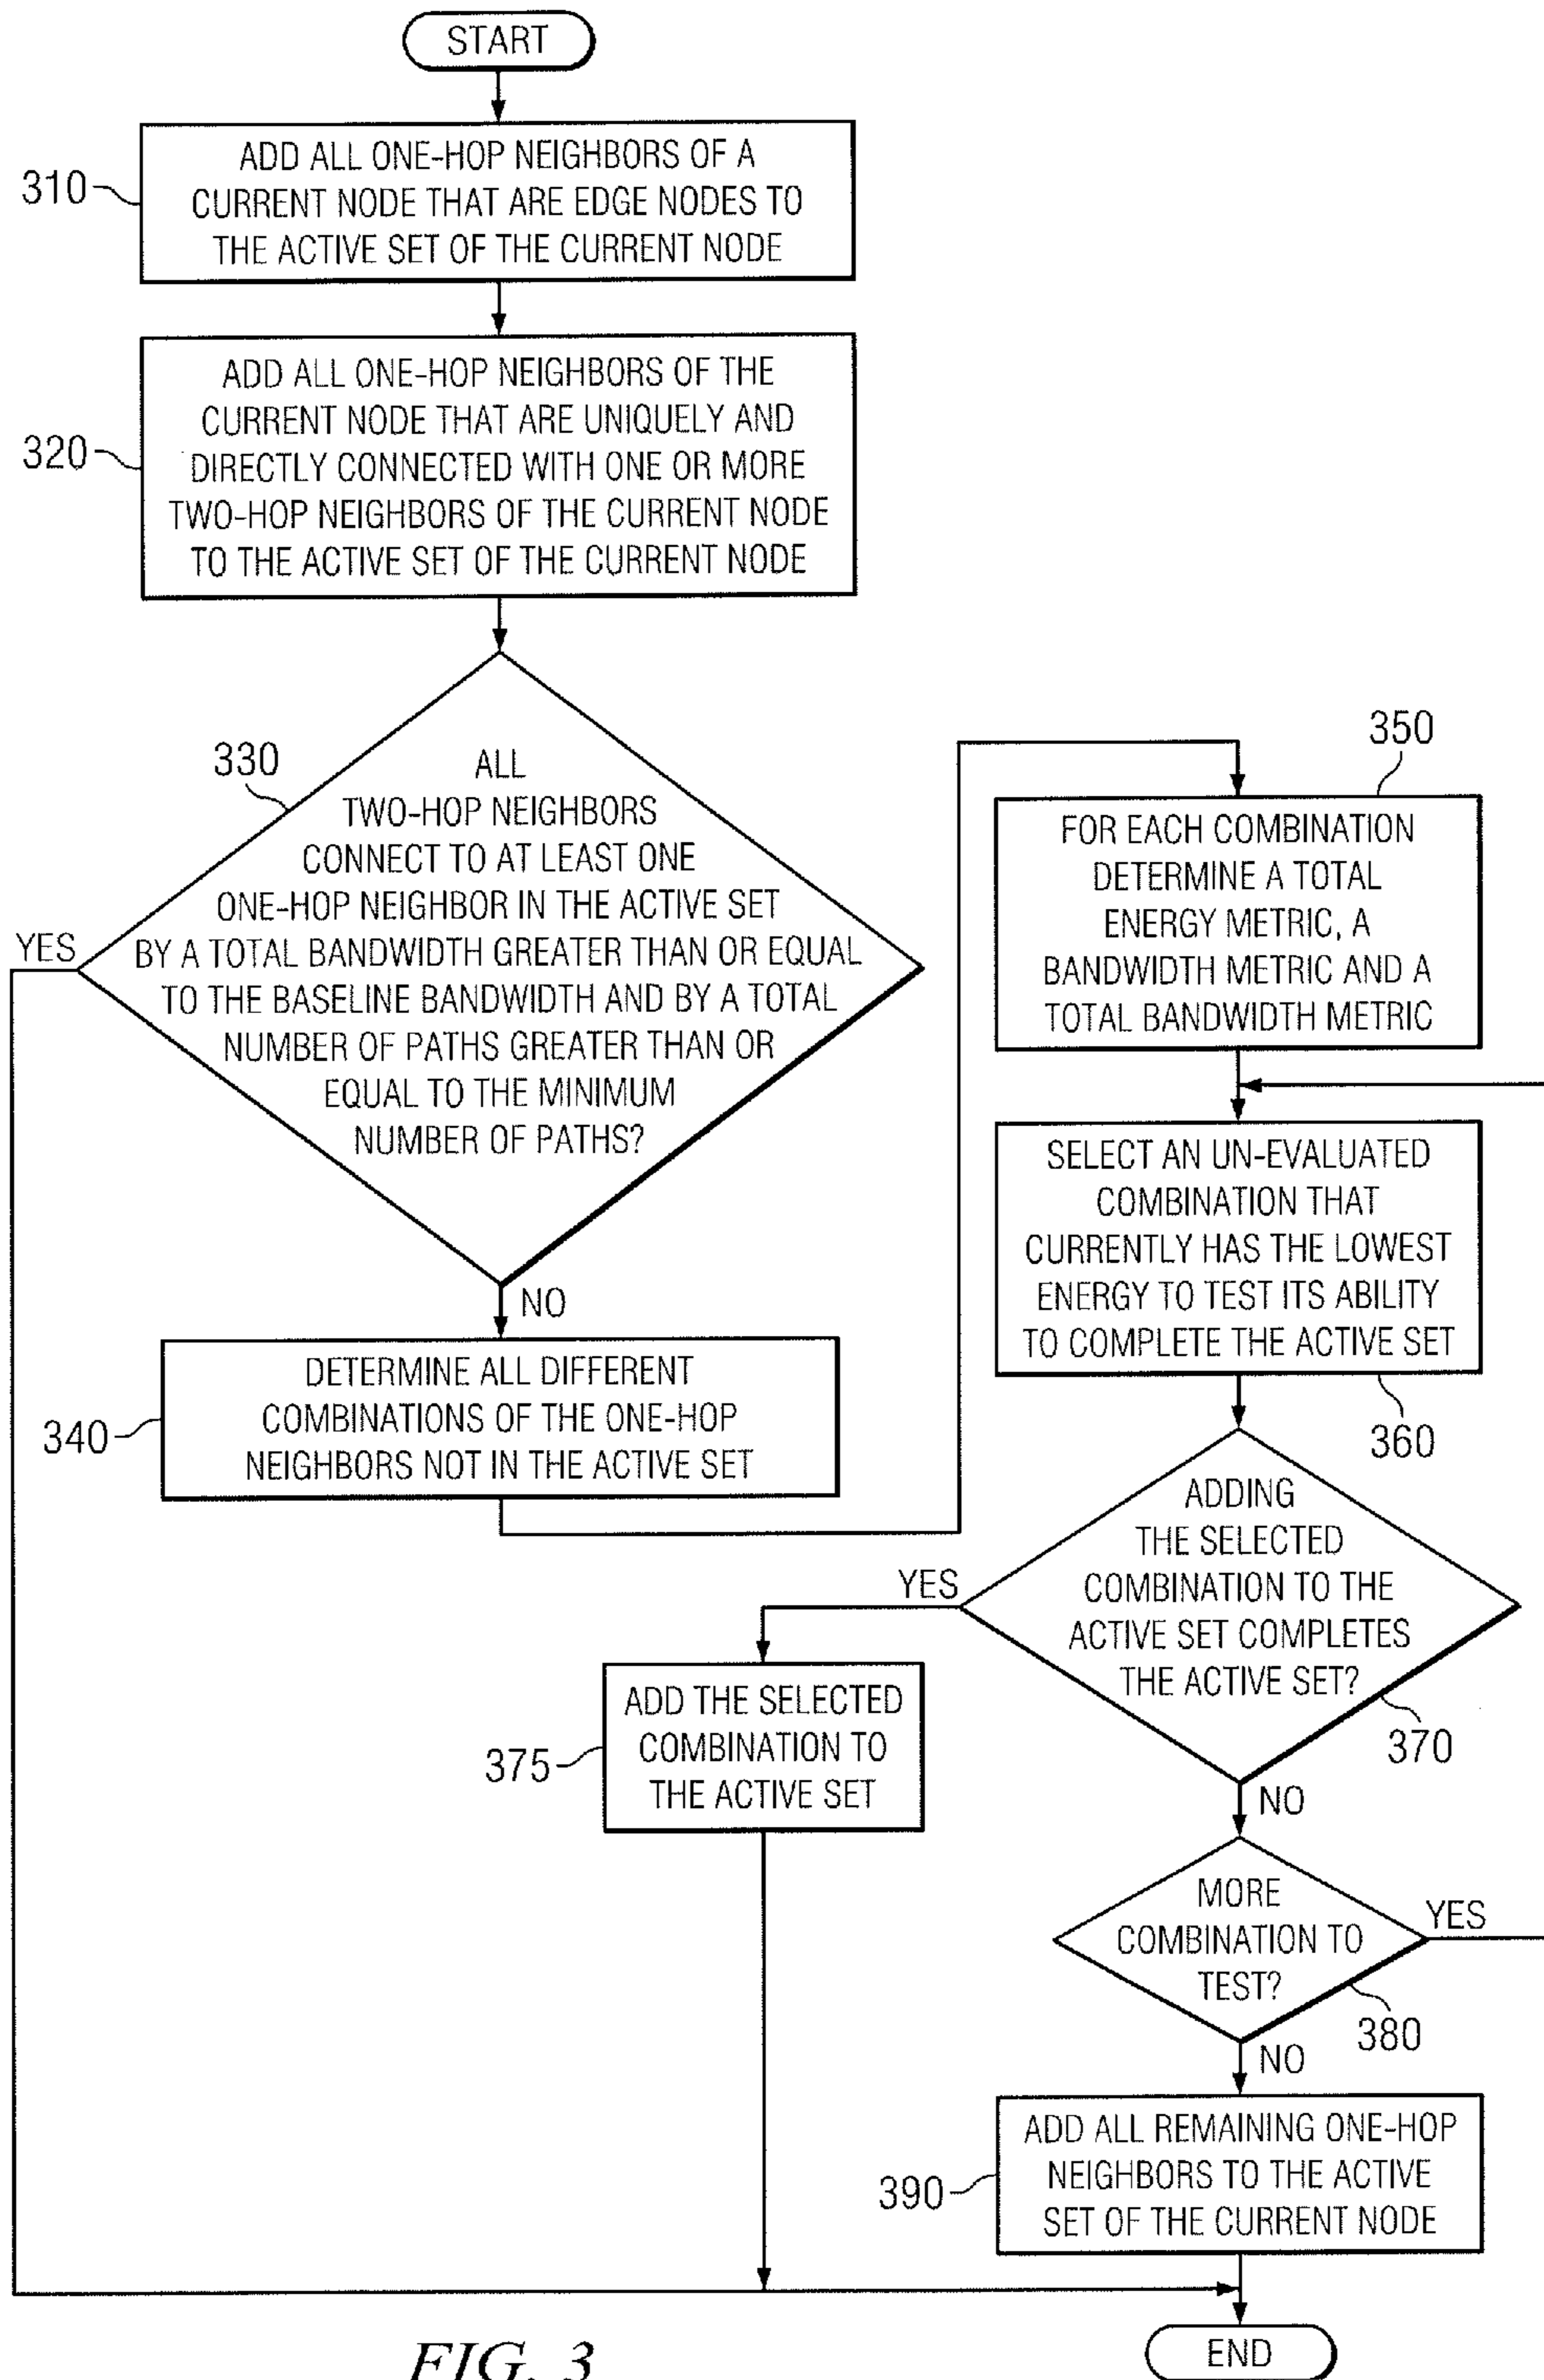 START
310
ADD ALL ONE-HOP NEIGHBORS OF A
CURRENT NODE THAT ARE EDGE NODES TO
THE ACTIVE SET OF THE CURRENT NODE
320
ADD ALL ONE-HOP NEIGHBORS OF THE
CURRENT NODE THAT ARE UNIQUELY AND
DIRECTLY CONNECTED WITH ONE OR MORE
TWO-HOP NEIGHBORS OF THE CURRENT NODE
TO THE ACTIVE SET OF THE CURRENT NODE
330
ALL
TWO-HOP NEIGHBORS
CONNECT TO AT LEAST ONE
ONE-HOP NEIGHBOR IN THE ACTIVE SET
BY A TOTAL BANDWIDTH GREATER THAN OR EQUAL
TO THE BASELINE BANDWIDTH AND BY A TOTAL
NUMBER OF PATHS GREATER THAN OR
EQUAL TO THE MINIMUM
NUMBER OF PATHS?
YES
NO
340
DETERMINE ALL DIFFERENT
COMBINATIONS OF THE ONE-HOP
NEIGHBORS NOT IN THE ACTIVE SET
350
FOR EACH COMBINATION
DETERMINE A TOTAL
ENERGY METRIC, A
BANDWIDTH METRIC AND A
TOTAL BANDWIDTH METRIC
SELECT AN UN-EVALUATED
COMBINATION THAT
CURRENTLY HAS THE LOWEST
ENERGY TO TEST ITS ABILITY
TO COMPLETE THE ACTIVE SET
360
ADDING
THE SELECTED
COMBINATION TO THE
ACTIVE SET COMPLETES
THE ACTIVE SET?
370
YES
NO
375
ADD THE SELECTED
COMBINATION TO
THE ACTIVE SET
MORE
COMBINATION TO
TEST?
YES
380
NO
390
ADD ALL REMAINING ONE-HOP
NEIGHBORS TO THE ACTIVE
SET OF THE CURRENT NODE
END
FIG. 3